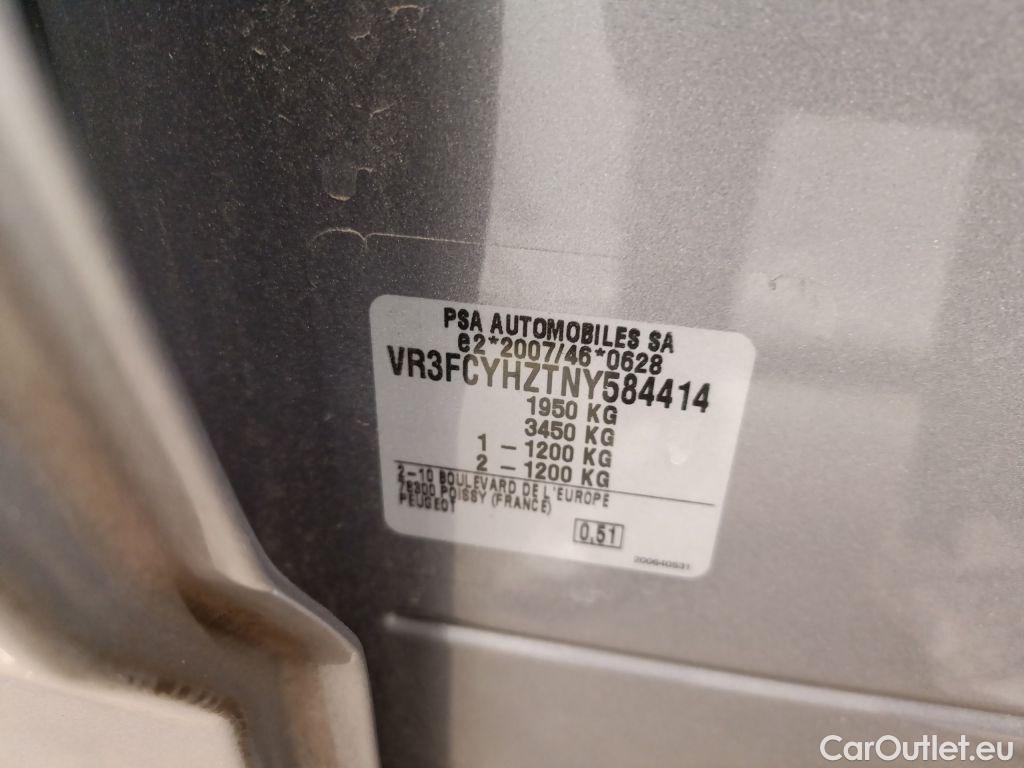 PSA AUTOMOBILES SA
e2*2007/46*0628
VR3FCYHZTNY584414
1950 KG
3450 KG
1 - 1200 KG
2 - 1200 KG
2-10 BOULEVARD DE L'EUROPE
78300 POISSY (FRANCE)
PEUGEOT
0.51
200640531
CarOutlet.eu